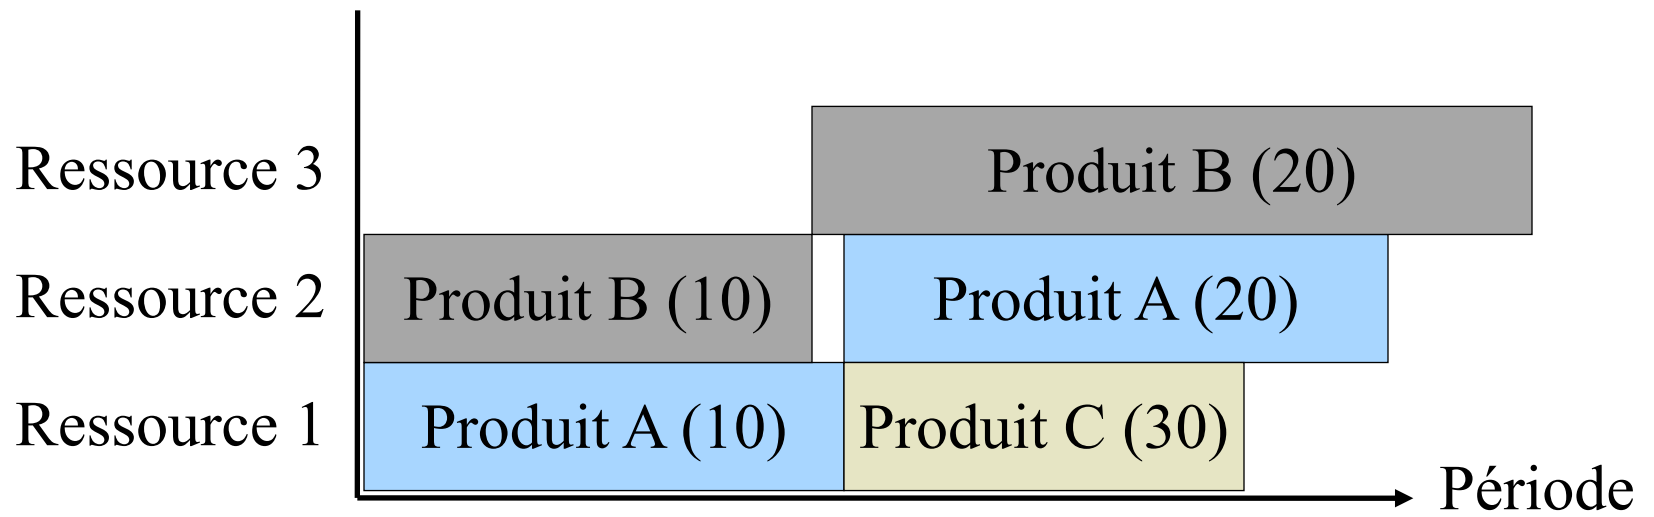 Ressource 3
Produit B (20)
Ressource 2
Produit B (10)
Produit A (20)
Ressource 1
Produit A (10)
Produit C (30)
Période